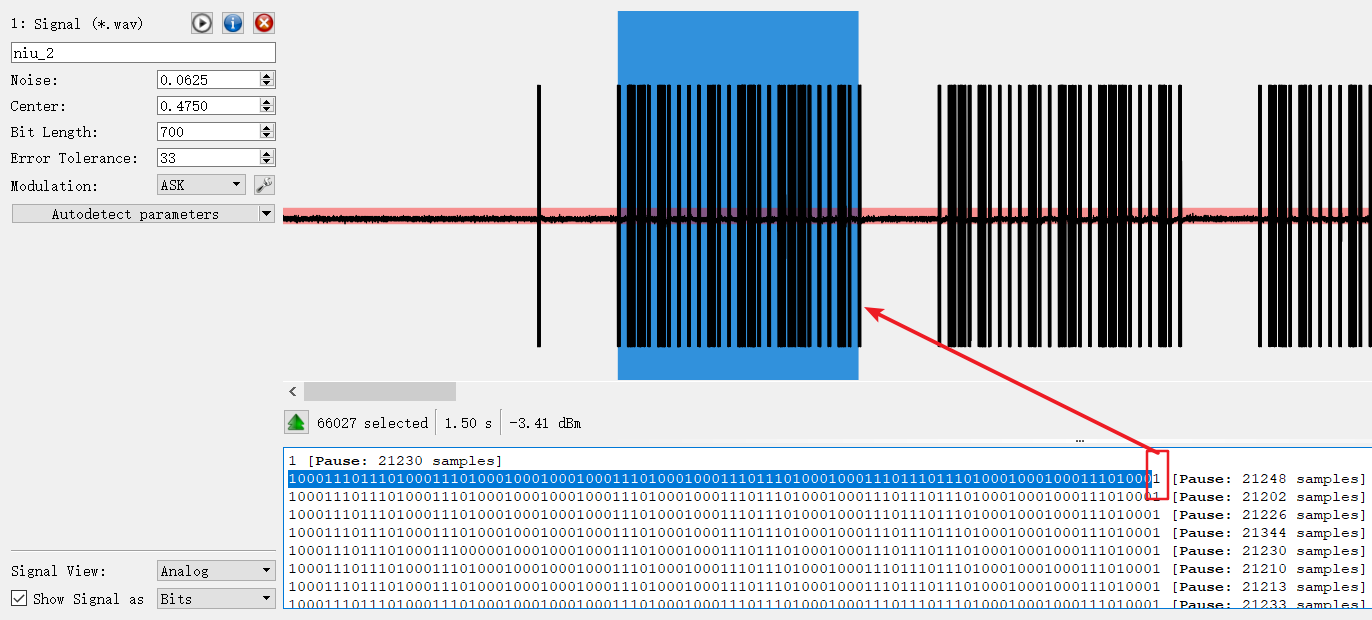 1: Signal (*.wav)
niu_2
Noise: 0.0625
Center: 0.4750
Bit Length: 700
Error Tolerance: 33
Modulation: ASK
Autodetect parameters
66027 selected 1.50 s -3.41 dBm
...
1 [Pause: 21230 samples]
1000111011101000111010001000100010001110100010001110111010001000111011101110100010001000111010001 [Pause: 21248 samples]
1000111011101000111010001000100010001110100010001110111010001000111011101110100010001000111010001 [Pause: 21202 samples]
1000111011101000111010001000100010001110100010001110111010001000111011101110100010001000111010001 [Pause: 21226 samples]
1000111011101000111010001000100010001110100010001110111010001000111011101110100010001000111010001 [Pause: 21344 samples]
1000111011101000111000001000100010001110100010001110111010001000111011101110100010001000111010001 [Pause: 21230 samples]
1000111011101000111010001000100010001110100010001110111010001000111011101110100010001000111010001 [Pause: 21210 samples]
1000111011101000111010001000100010001110100010001110111010001000111011101110100010001000111010001 [Pause: 21213 samples]
1000111011101000111010001000100010001110100010001110111010001000111011101110100010001000111010001 [Pause: 21233 samples]
Signal View: Analog
Show Signal as Bits